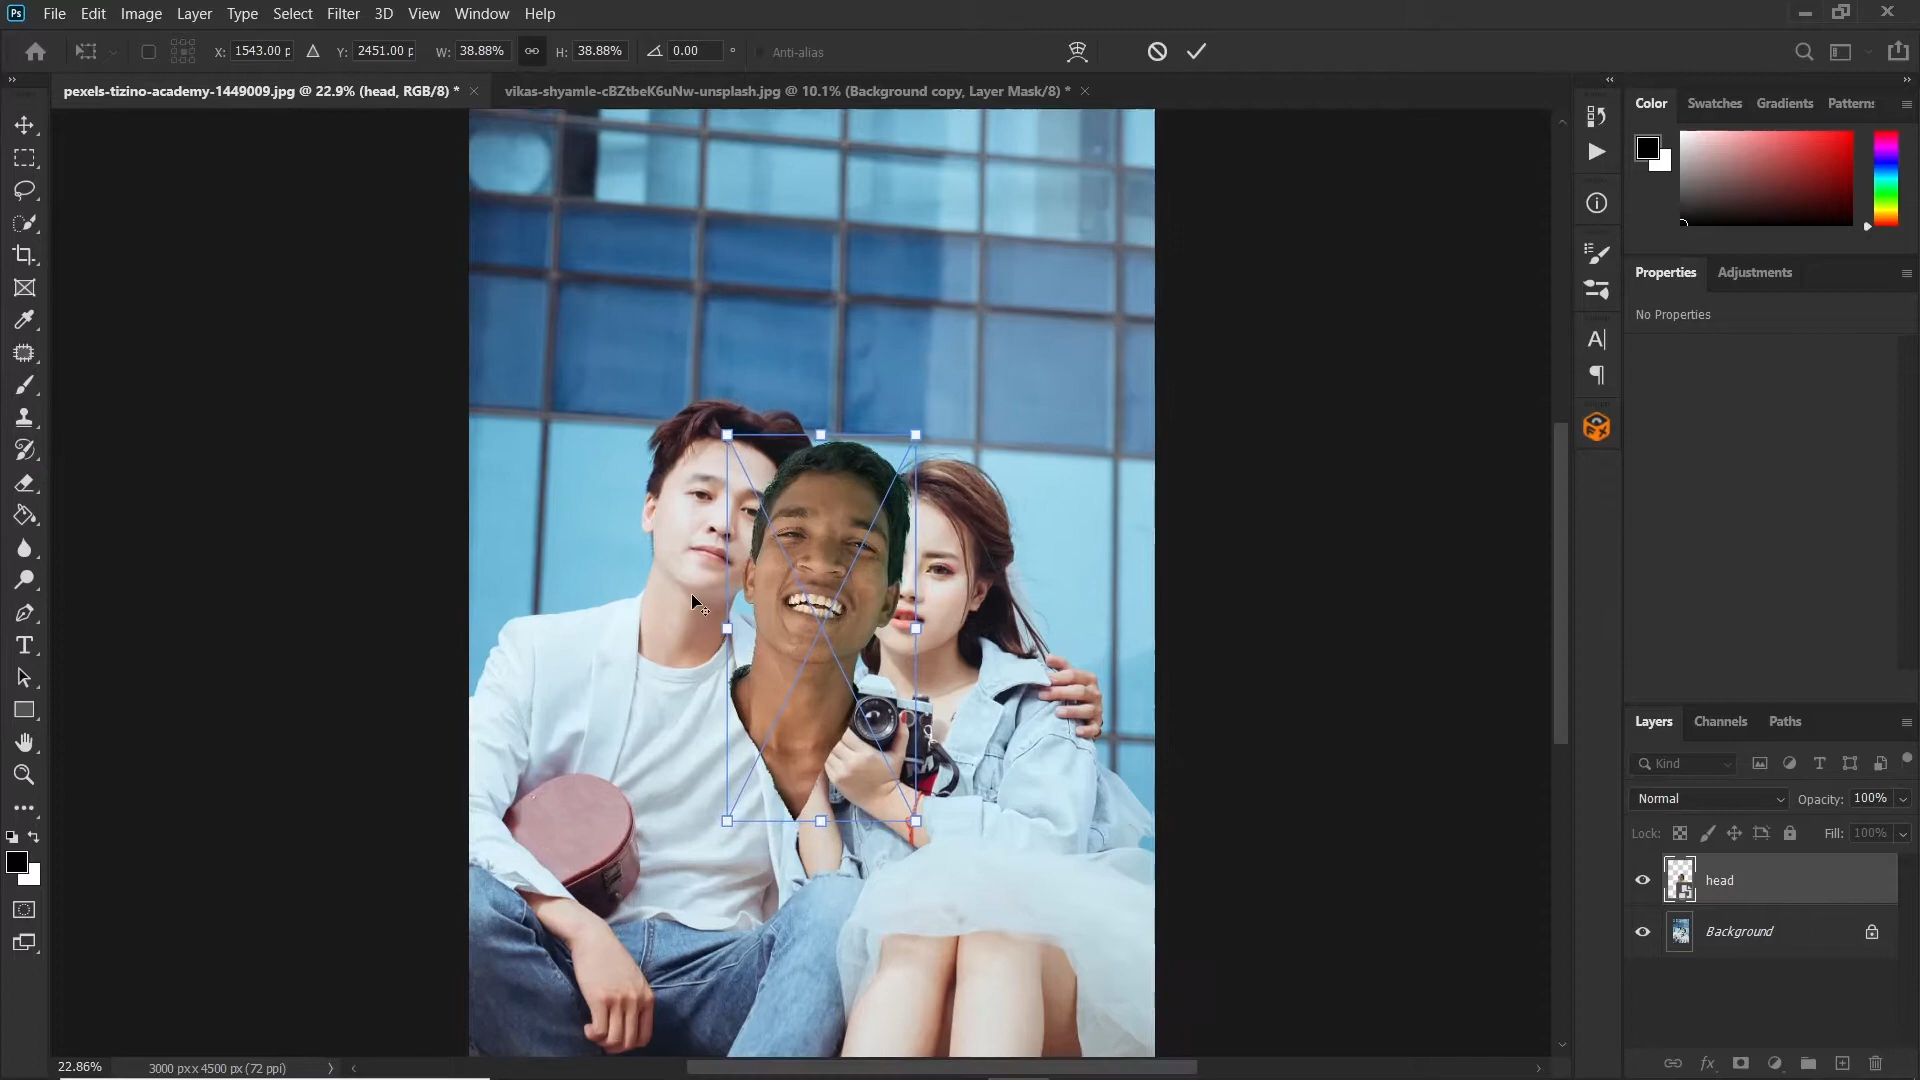 Ps File Edit Image Layer Type Select Filter 3D View Window Help
X: 1543.00 p Y: 2451.00 p W: 38.88% H: 38.88% 0.00 ° Anti-alias
pexels-tizino-academy-1449009.jpg @ 22.9% (head, RGB/8) * × vikas-shyamle-cBZtbeK6uNw-unsplash.jpg @ 10.1% (Background copy, Layer Mask/8) * ×
Color Swatches Gradients Patterns
Properties Adjustments
No Properties
Layers Channels Paths
Kind
Normal Opacity: 100%
Lock: Fill: 100%
head
Background
22.86% 3000 px x 4500 px (72 ppi)